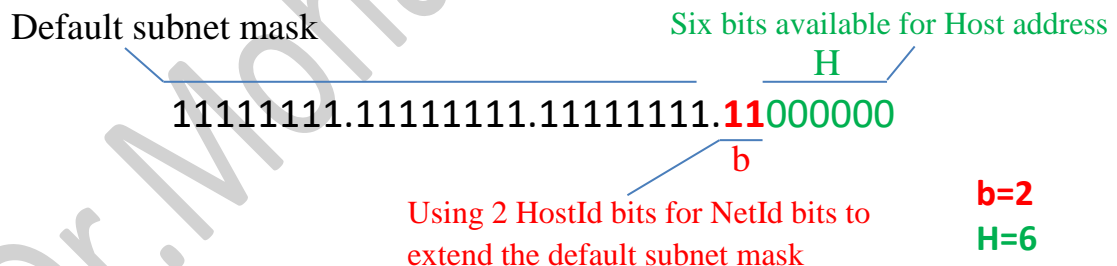 Default subnet mask
Six bits available for Host address
H
11111111.11111111.11111111.11000000
b
Using 2 HostId bits for NetId bits to
extend the default subnet mask
b=2
H=6